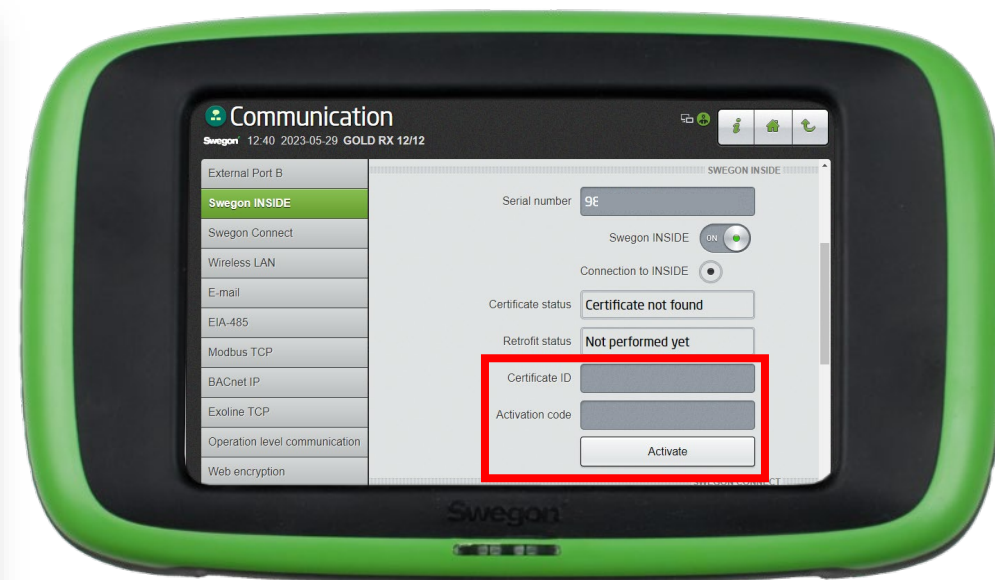 Communication
Swegon 12:40 2023-05-29 GOLD RX 12/12
External Port B
Swegon INSIDE
Swegon Connect
Wireless LAN
E-mail
EIA-485
Modbus TCP
BACnet IP
Exoline TCP
Operation level communication
Web encryption
SWEGON INSIDE
Serial number 98
Swegon INSIDE ON
Connection to INSIDE
Certificate status Certificate not found
Retrofit status Not performed yet
Certificate ID
Activation code
Activate
SWEGON CONNECT
Swegon